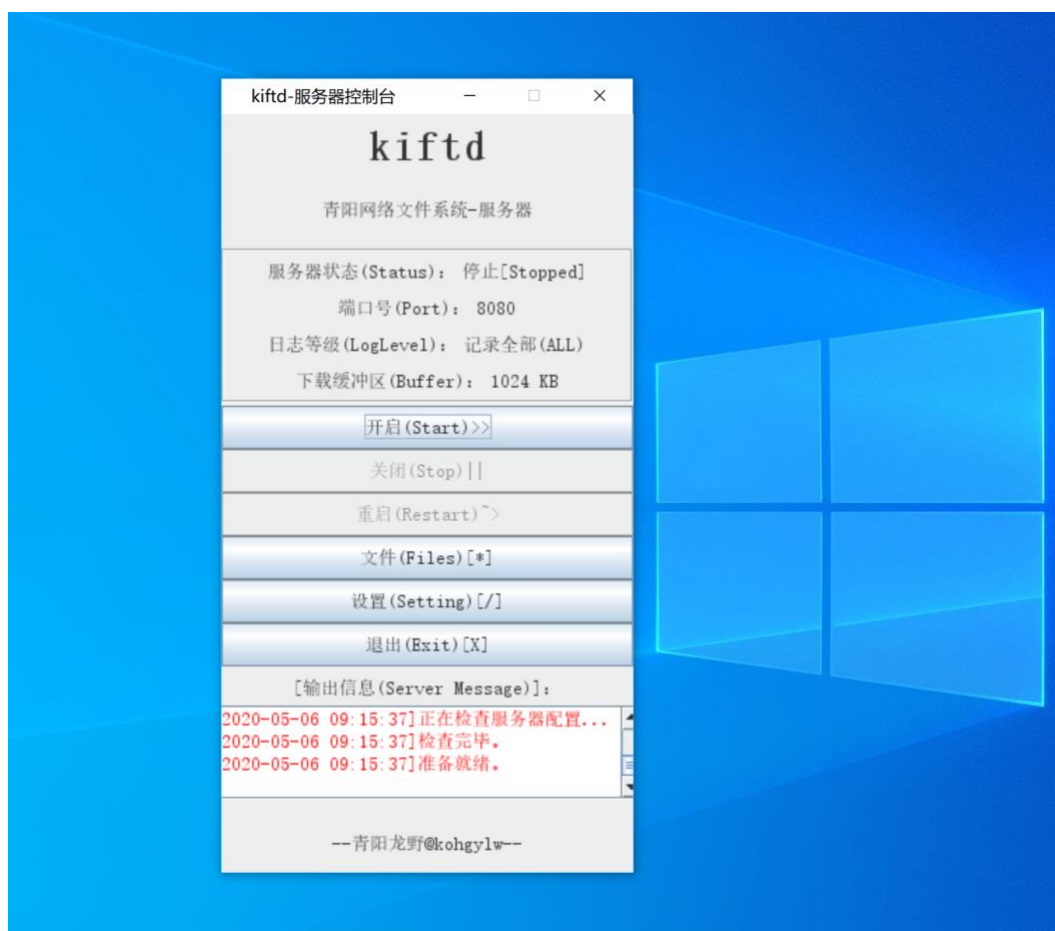 kiftd-服务器控制台
kiftd
青阳网络文件系统-服务器
服务器状态(Status)： 停止[Stopped]
端口号(Port)： 8080
日志等级(LogLevel)： 记录全部(ALL)
下载缓冲区(Buffer)： 1024 KB
开启(Start)>>
关闭(Stop)||
重启(Restart)~>
文件(Files)[*]
设置(Setting)[/]
退出(Exit)[X]
[输出信息(Server Message)]：
2020-05-06 09:15:37]正在检查服务器配置...
2020-05-06 09:15:37]检查完毕。
2020-05-06 09:15:37]准备就绪。
--青阳龙野@kohgylw--